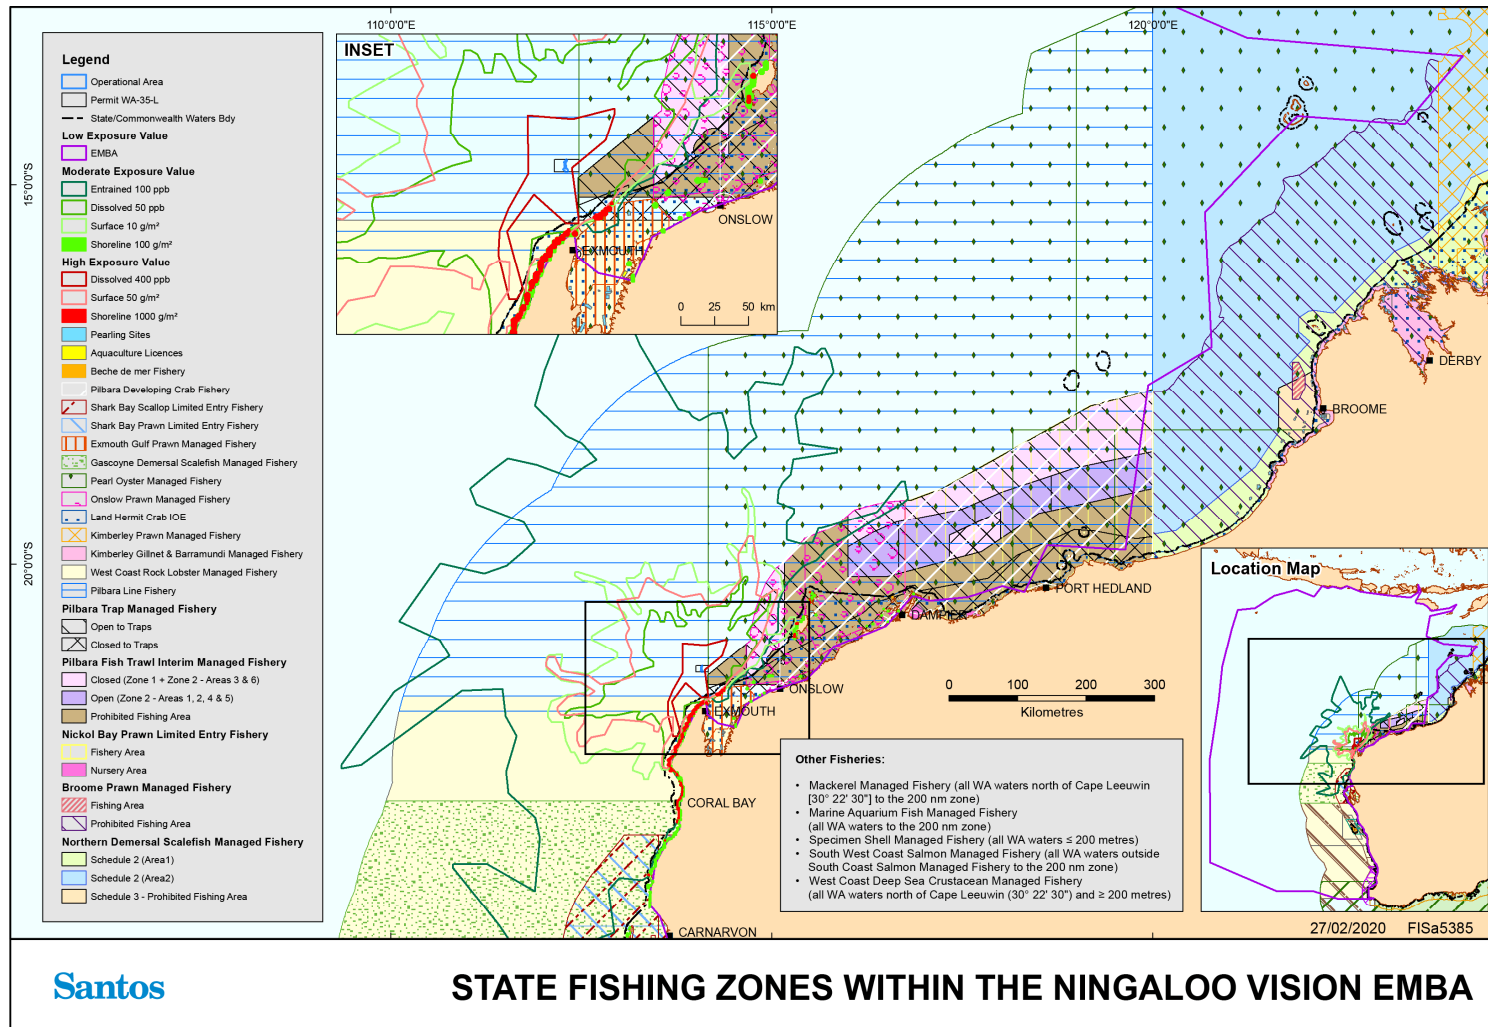 110°0'0"E
115°0'0"E
120°0'0"E
15°0'0"S
20°0'0"S
Legend
Operational Area
Permit WA-35-L
State/Commonwealth Waters Bdy
Low Exposure Value
EMBA
Moderate Exposure Value
Entrained 100 ppb
Dissolved 50 ppb
Surface 10 g/m²
Shoreline 100 g/m²
High Exposure Value
Dissolved 400 ppb
Surface 50 g/m²
Shoreline 1000 g/m²
Pearling Sites
Aquaculture Licences
Beche de mer Fishery
Pilbara Developing Crab Fishery
Shark Bay Scallop Limited Entry Fishery
Shark Bay Prawn Limited Entry Fishery
Exmouth Gulf Prawn Managed Fishery
Gascoyne Demersal Scalefish Managed Fishery
Pearl Oyster Managed Fishery
Onslow Prawn Managed Fishery
Land Hermit Crab IOE
Kimberley Prawn Managed Fishery
Kimberley Gillnet & Barramundi Managed Fishery
West Coast Rock Lobster Managed Fishery
Pilbara Line Fishery
Pilbara Trap Managed Fishery
Open to Traps
Closed to Traps
Pilbara Fish Trawl Interim Managed Fishery
Closed (Zone 1 + Zone 2 - Areas 3 & 6)
Open (Zone 2 - Areas 1, 2, 4 & 5)
Prohibited Fishing Area
Nickol Bay Prawn Limited Entry Fishery
Fishery Area
Nursery Area
Broome Prawn Managed Fishery
Fishing Area
Prohibited Fishing Area
Northern Demersal Scalefish Managed Fishery
Schedule 2 (Area1)
Schedule 2 (Area2)
Schedule 3 - Prohibited Fishing Area
INSET
ONSLOW
EXMOUTH
0 25 50 km
DERBY
BROOME
PORT HEDLAND
DAMPIER
ONSLOW
EXMOUTH
CORAL BAY
CARNARVON
0 100 200 300
Kilometres
Other Fisheries:
• Mackerel Managed Fishery (all WA waters north of Cape Leeuwin
[30° 22' 30"] to the 200 nm zone)
• Marine Aquarium Fish Managed Fishery
(all WA waters to the 200 nm zone)
• Specimen Shell Managed Fishery (all WA waters ≤ 200 metres)
• South West Coast Salmon Managed Fishery (all WA waters outside
South Coast Salmon Managed Fishery to the 200 nm zone)
• West Coast Deep Sea Crustacean Managed Fishery
(all WA waters north of Cape Leeuwin (30° 22' 30") and ≥ 200 metres)
Location Map
27/02/2020 FISa5385
Santos
STATE FISHING ZONES WITHIN THE NINGALOO VISION EMBA